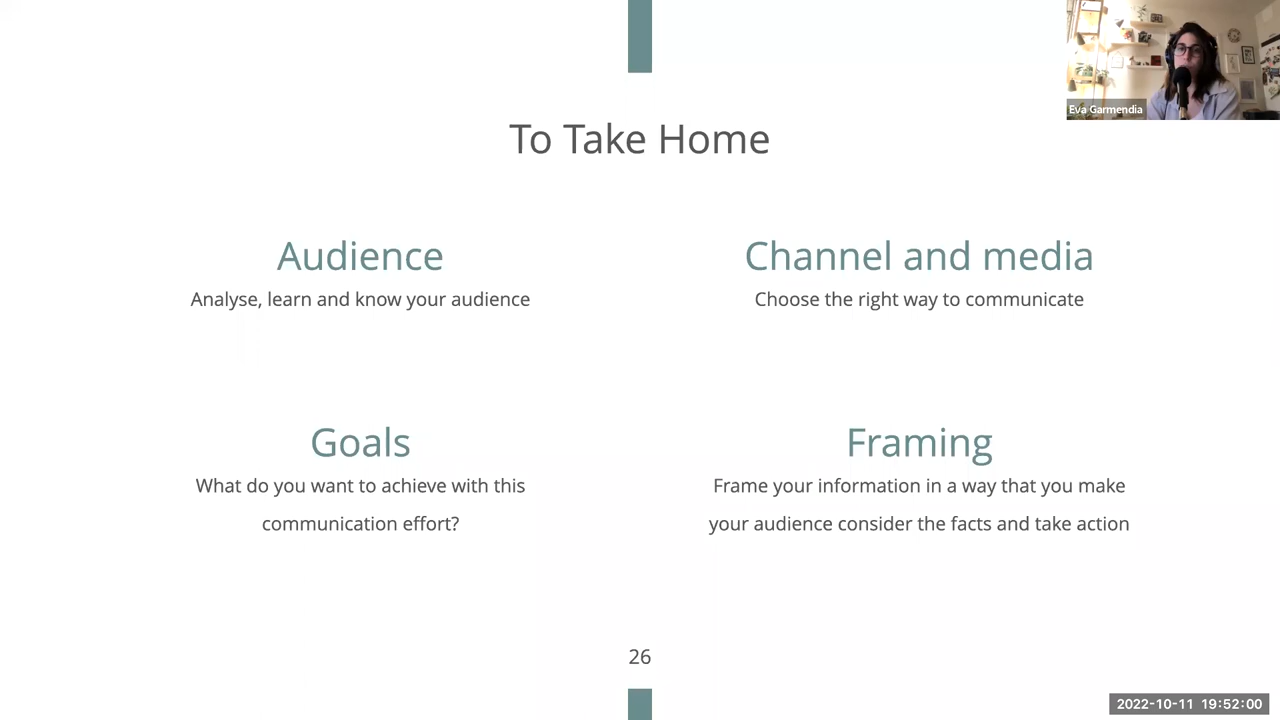 Eva Garmendia
To Take Home
Audience
Analyse, learn and know your audience
Channel and media
Choose the right way to communicate
Goals
What do you want to achieve with this
communication effort?
Framing
Frame your information in a way that you make
your audience consider the facts and take action
26
2022-10-11 19:52:00